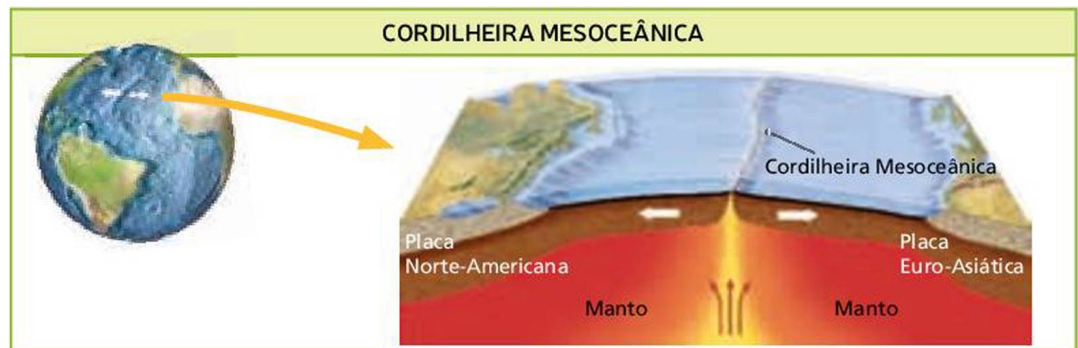 CORDILHEIRA MESOCEÂNICA
Cordilheira Mesoceânica
Placa
Norte-Americana
Placa
Euro-Asiática
Manto
Manto